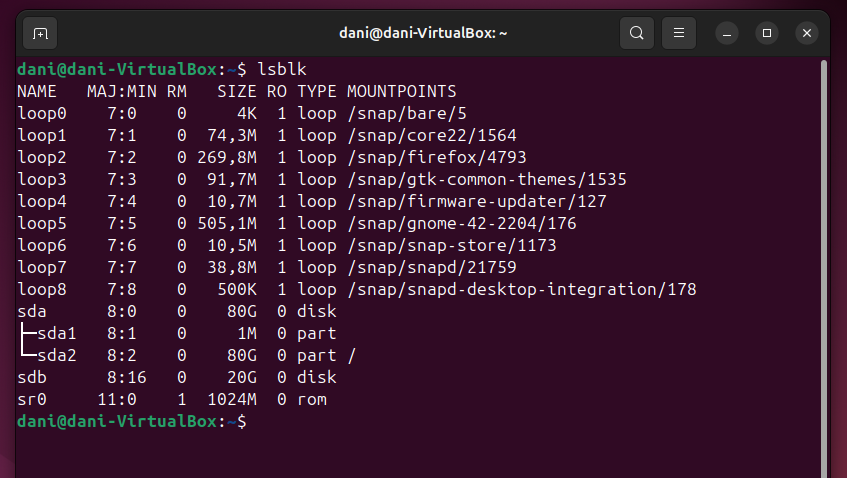 dani@dani-VirtualBox: ~
dani@dani-VirtualBox:~$ lsblk
NAME   MAJ:MIN RM   SIZE RO TYPE MOUNTPOINTS
loop0    7:0    0     4K  1 loop /snap/bare/5
loop1    7:1    0  74,3M  1 loop /snap/core22/1564
loop2    7:2    0 269,8M  1 loop /snap/firefox/4793
loop3    7:3    0  91,7M  1 loop /snap/gtk-common-themes/1535
loop4    7:4    0  10,7M  1 loop /snap/firmware-updater/127
loop5    7:5    0 505,1M  1 loop /snap/gnome-42-2204/176
loop6    7:6    0  10,5M  1 loop /snap/snap-store/1173
loop7    7:7    0  38,8M  1 loop /snap/snapd/21759
loop8    7:8    0   500K  1 loop /snap/snapd-desktop-integration/178
sda      8:0    0    80G  0 disk
├─sda1   8:1    0     1M  0 part
└─sda2   8:2    0    80G  0 part /
sdb      8:16   0    20G  0 disk
sr0     11:0    1  1024M  0 rom
dani@dani-VirtualBox:~$